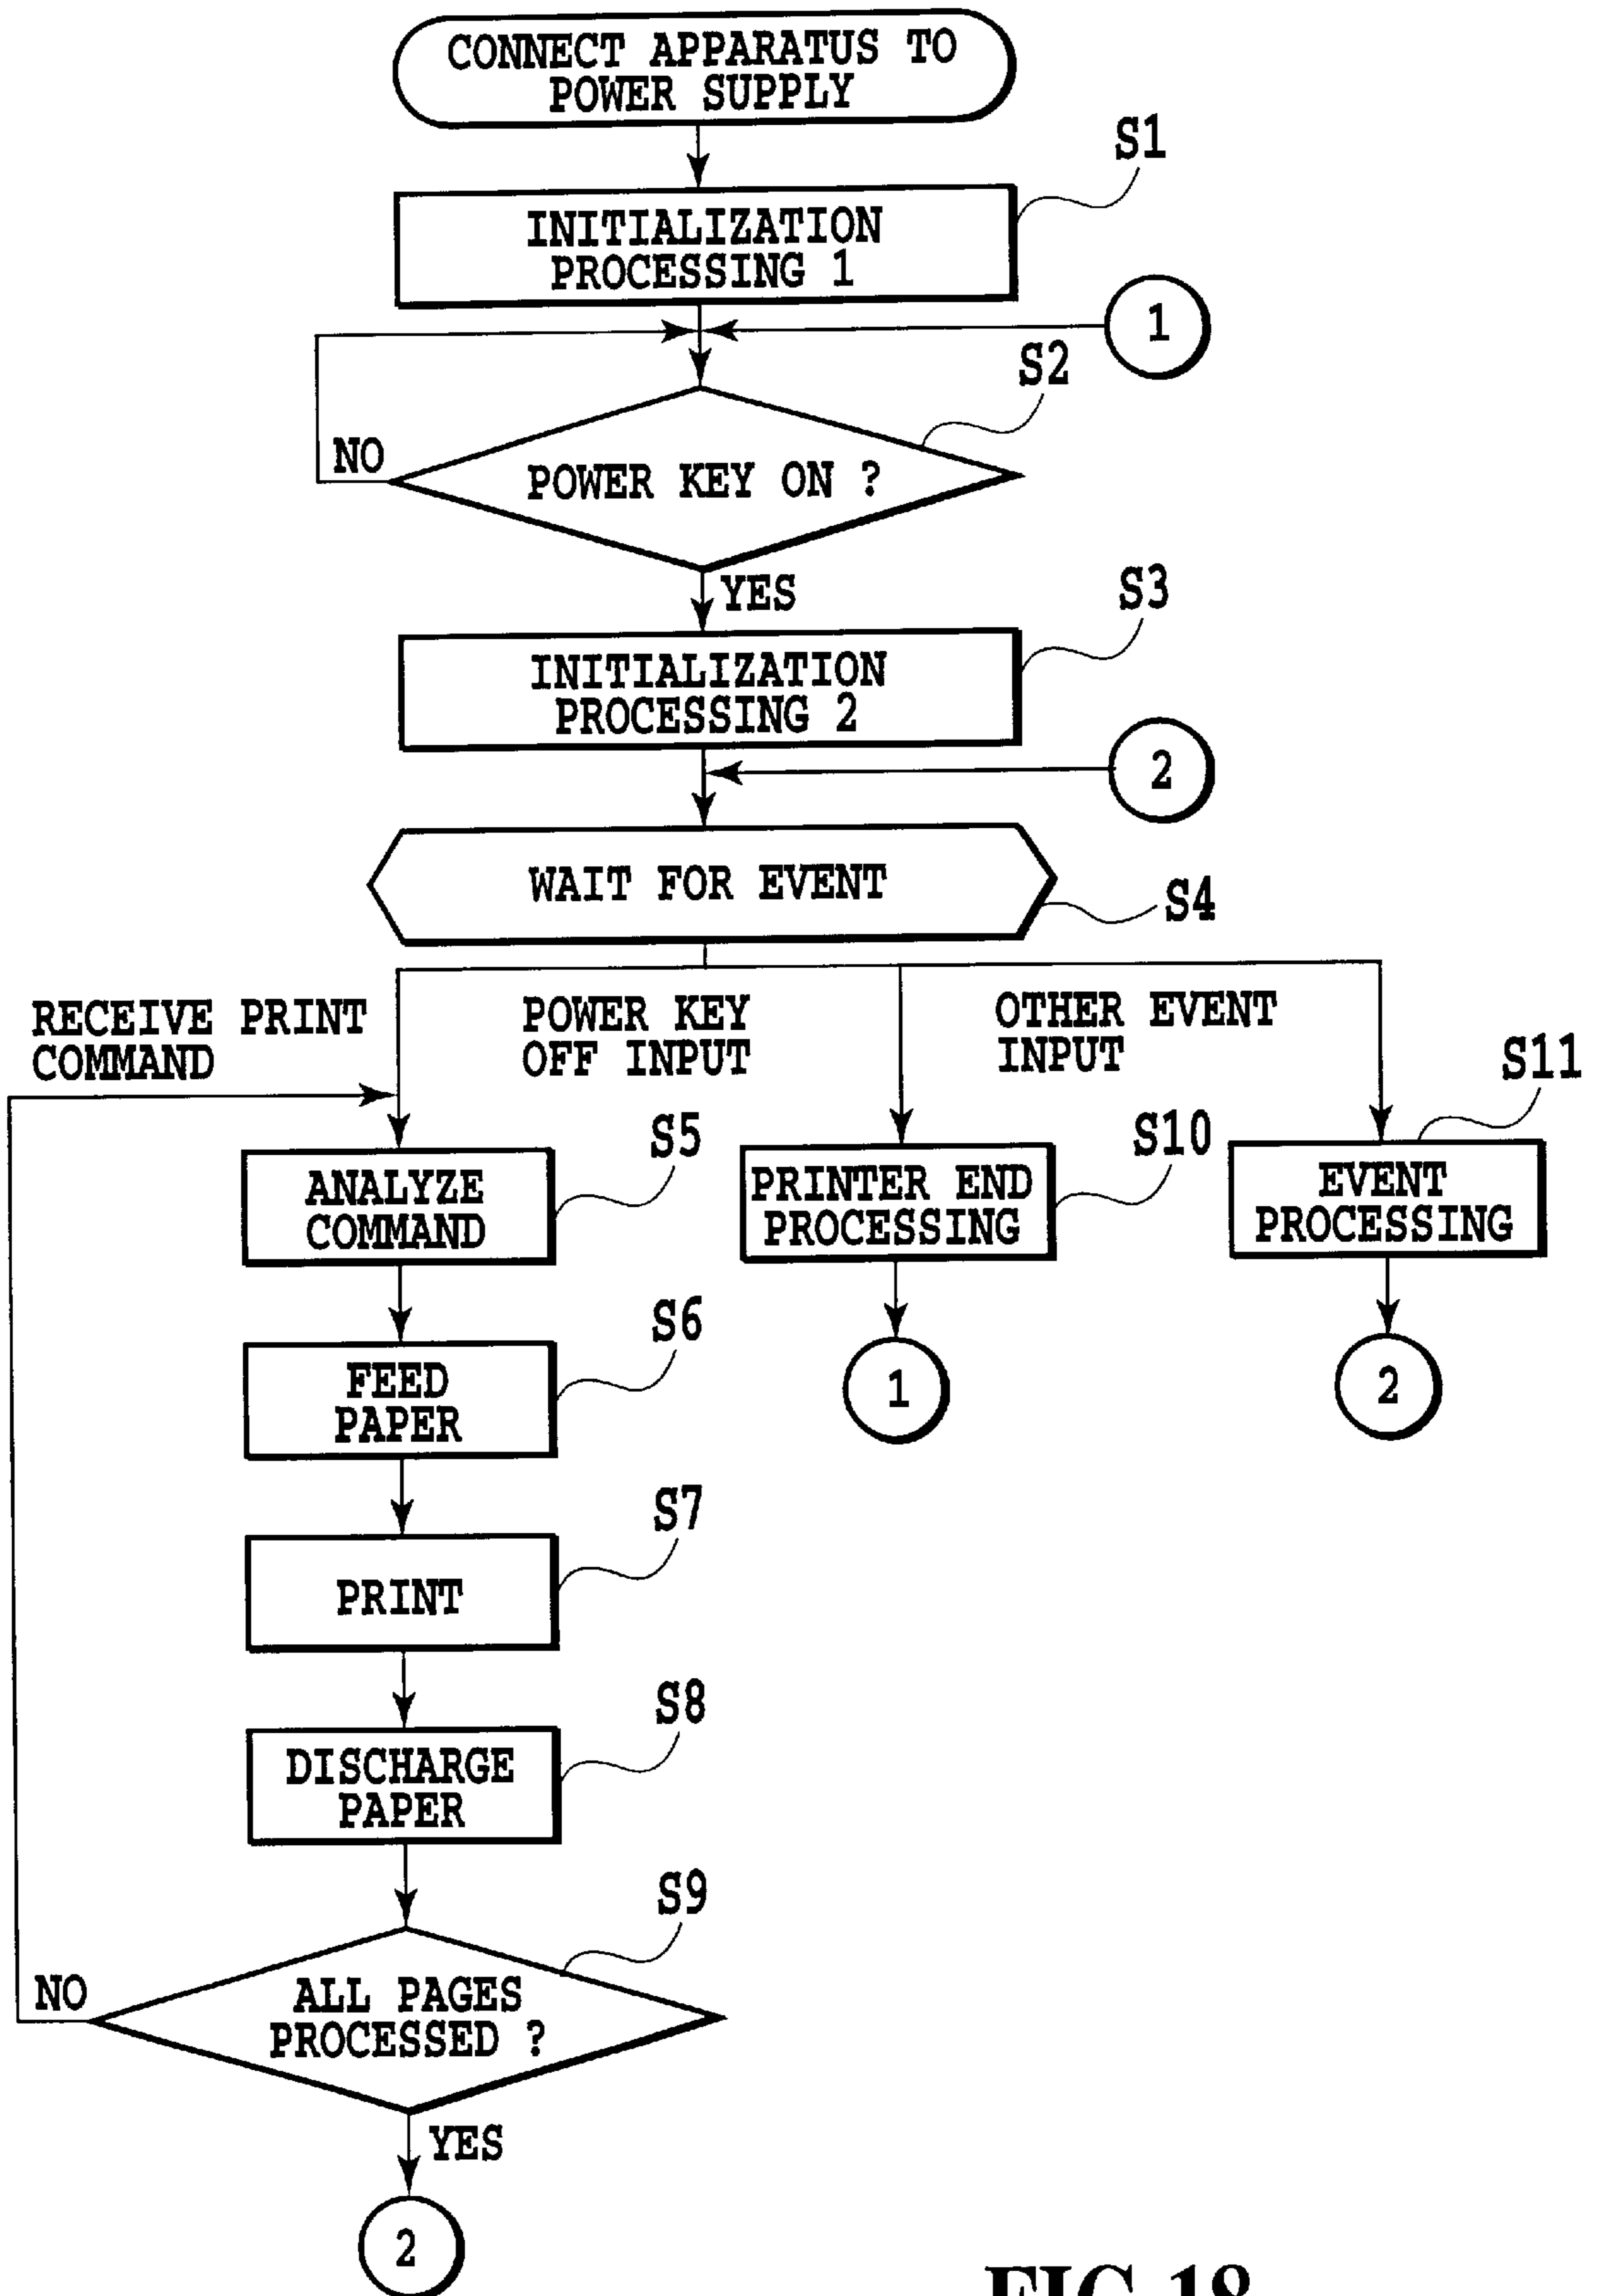 CONNECT APPARATUS TO
POWER SUPPLY
S1
INITIALIZATION
PROCESSING 1
1
S2
NO
POWER KEY ON ?
YES
S3
INITIALIZATION
PROCESSING 2
2
WAIT FOR EVENT
S4
RECEIVE PRINT
COMMAND
POWER KEY
OFF INPUT
OTHER EVENT
INPUT
S5
ANALYZE
COMMAND
S10
PRINTER END
PROCESSING
S11
EVENT
PROCESSING
S6
FEED
PAPER
1
2
S7
PRINT
S8
DISCHARGE
PAPER
S9
NO
ALL PAGES
PROCESSED ?
YES
2
FIG.18